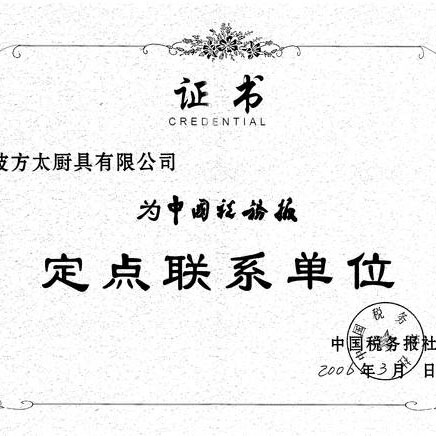 证书
CREDENTIAL
波方太厨具有限公司
为中国税务报
定点联系单位
中国税务报社
2006年3月 日